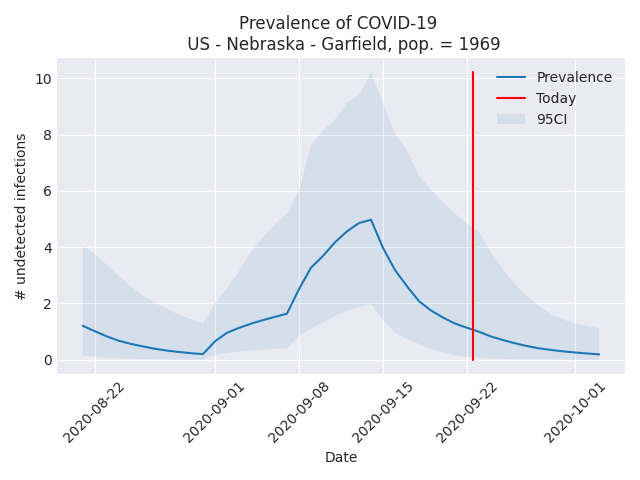 Prevalence of COVID-19
US - Nebraska - Garfield, pop. = 1969
10
8
6
4
2
0
# undetected infections
Prevalence
Today
95CI
2020-08-22
2020-09-01
2020-09-08
2020-09-15
2020-09-22
2020-10-01
Date